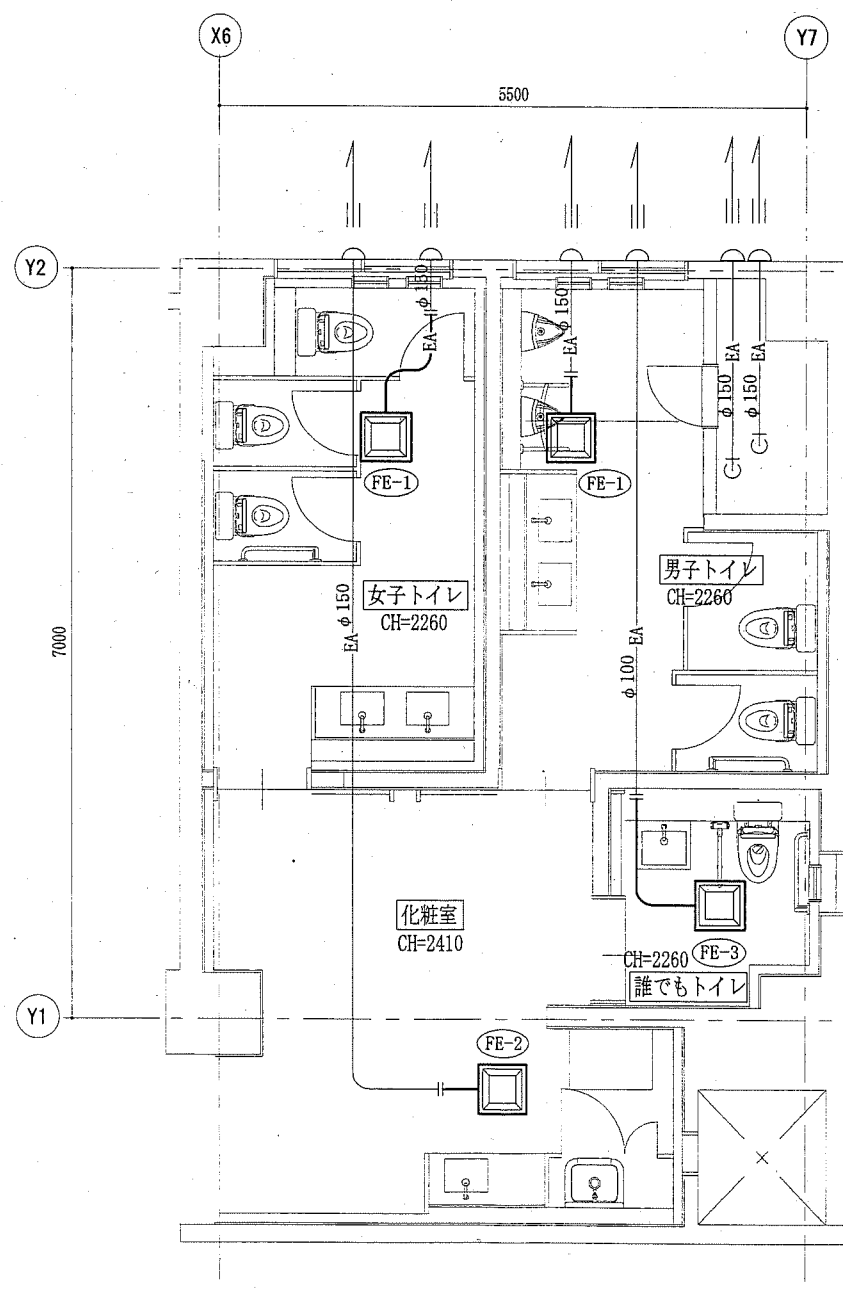 X6
Y7
5500
Y2
φ150
EA
φ150
EA
φ150
EA
φ150
EA
FE-1
FE-1
7000
女子トイレ
CH=2260
男子トイレ
CH=2260
EA φ150
φ100 EA
化粧室
CH=2410
CH=2260
FE-3
誰でもトイレ
Y1
FE-2